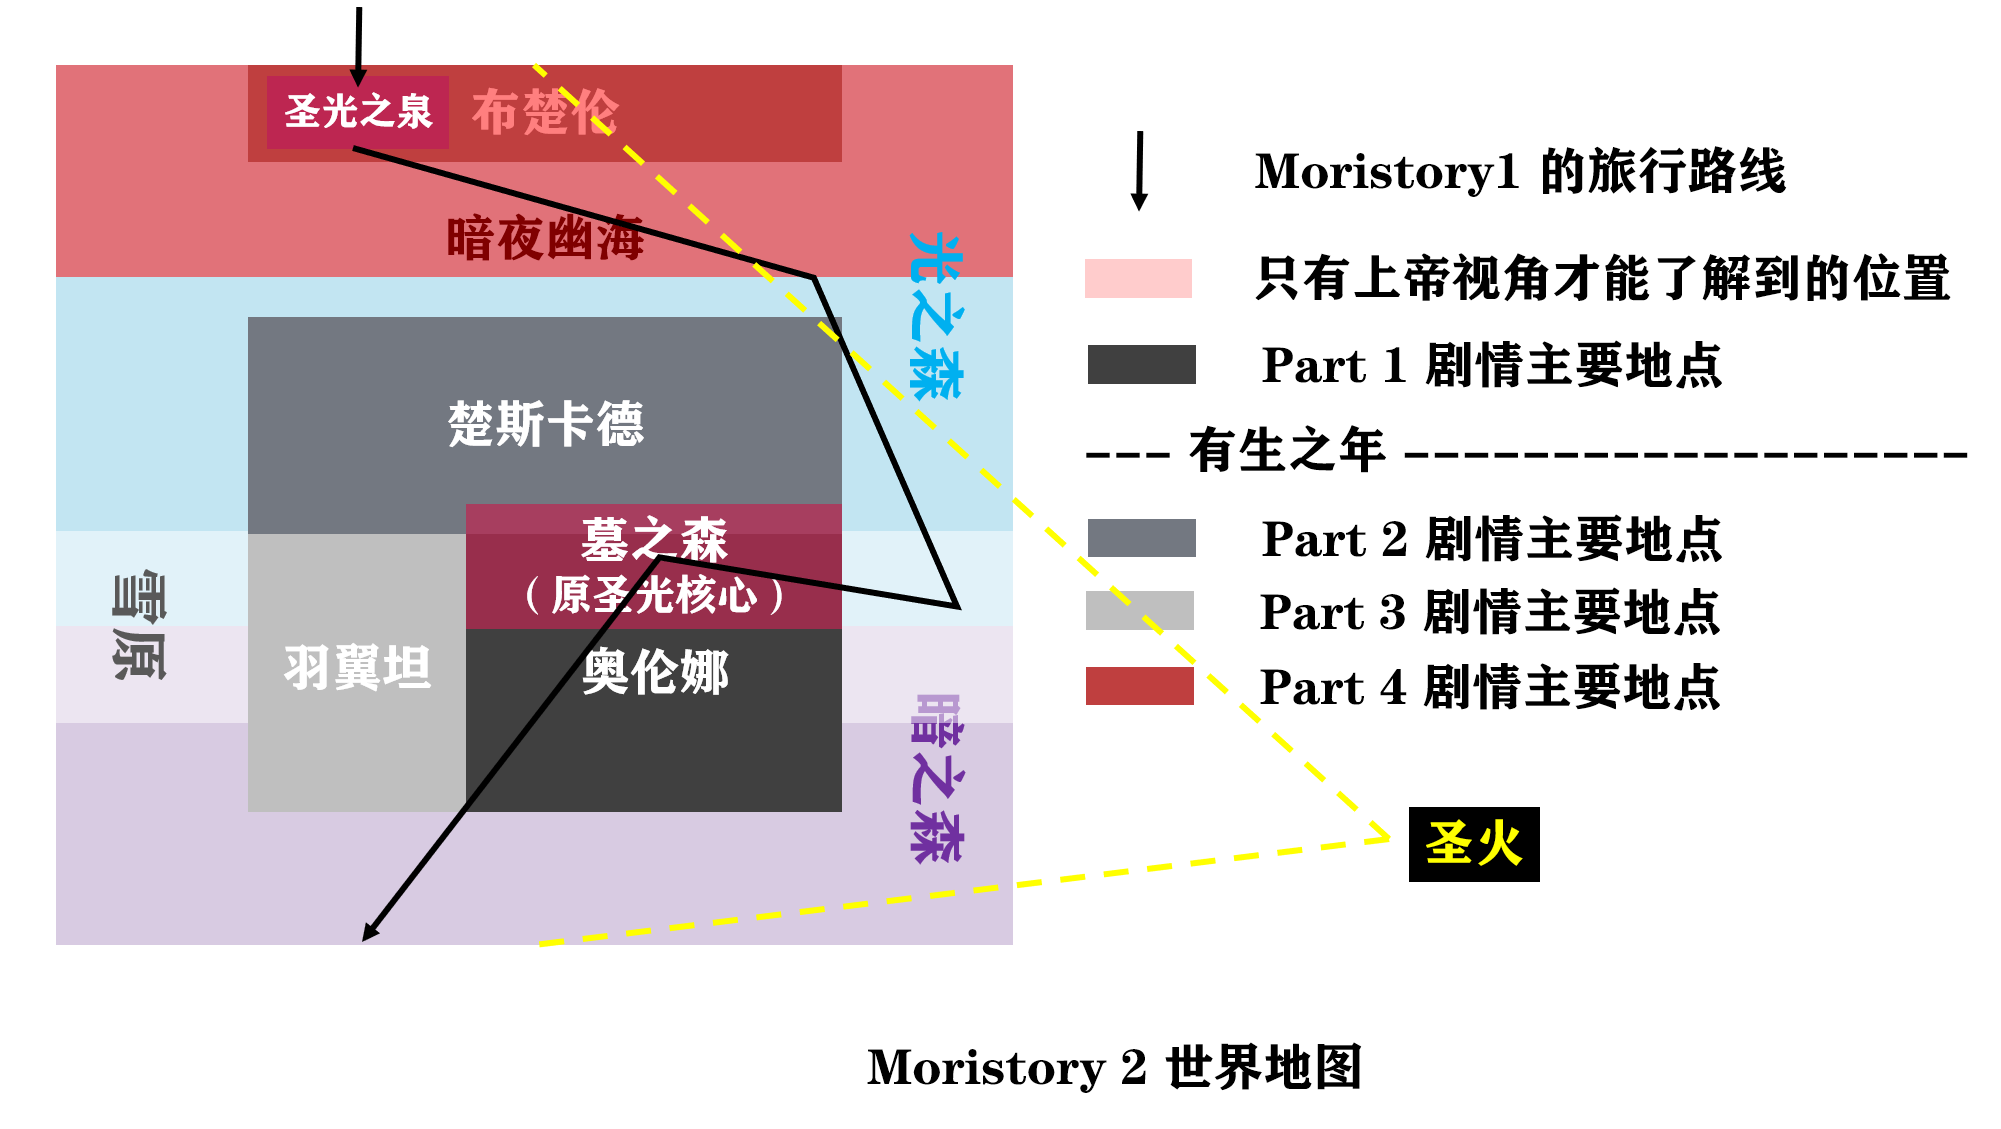 圣光之泉
布楚伦
暗夜幽海
光之森
楚斯卡德
墓之森
（原圣光核心）
雪原
羽翼坦
奥伦娜
暗之森
Moristory1 的旅行路线
只有上帝视角才能了解到的位置
Part 1 剧情主要地点
--- 有生之年 -------------------
Part 2 剧情主要地点
Part 3 剧情主要地点
Part 4 剧情主要地点
圣火
Moristory 2 世界地图